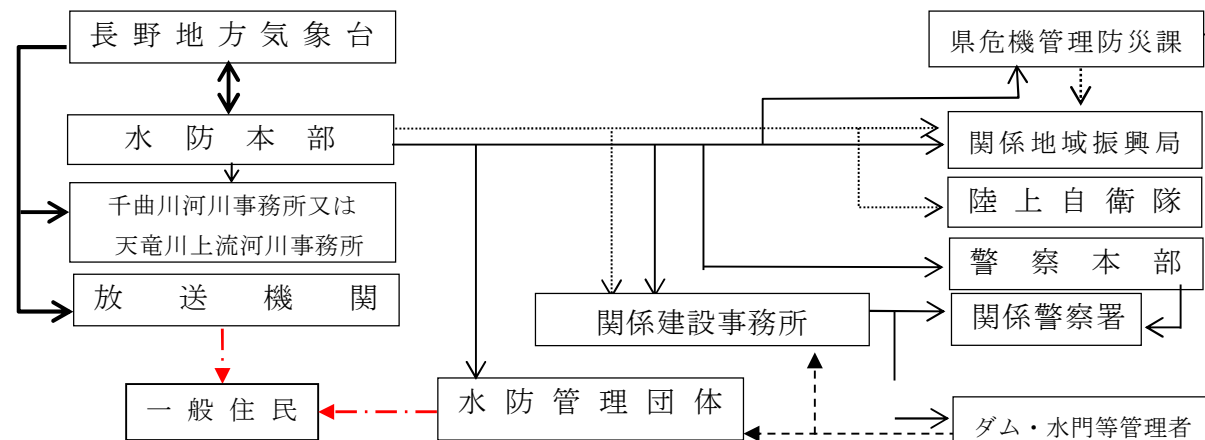 長野地方気象台
県危機管理防災課
水防本部
関係地域振興局
千曲川河川事務所又は
天竜川上流河川事務所
陸上自衛隊
警察本部
放送機関
関係建設事務所
関係警察署
一般住民
水防管理団体
ダム・水門等管理者